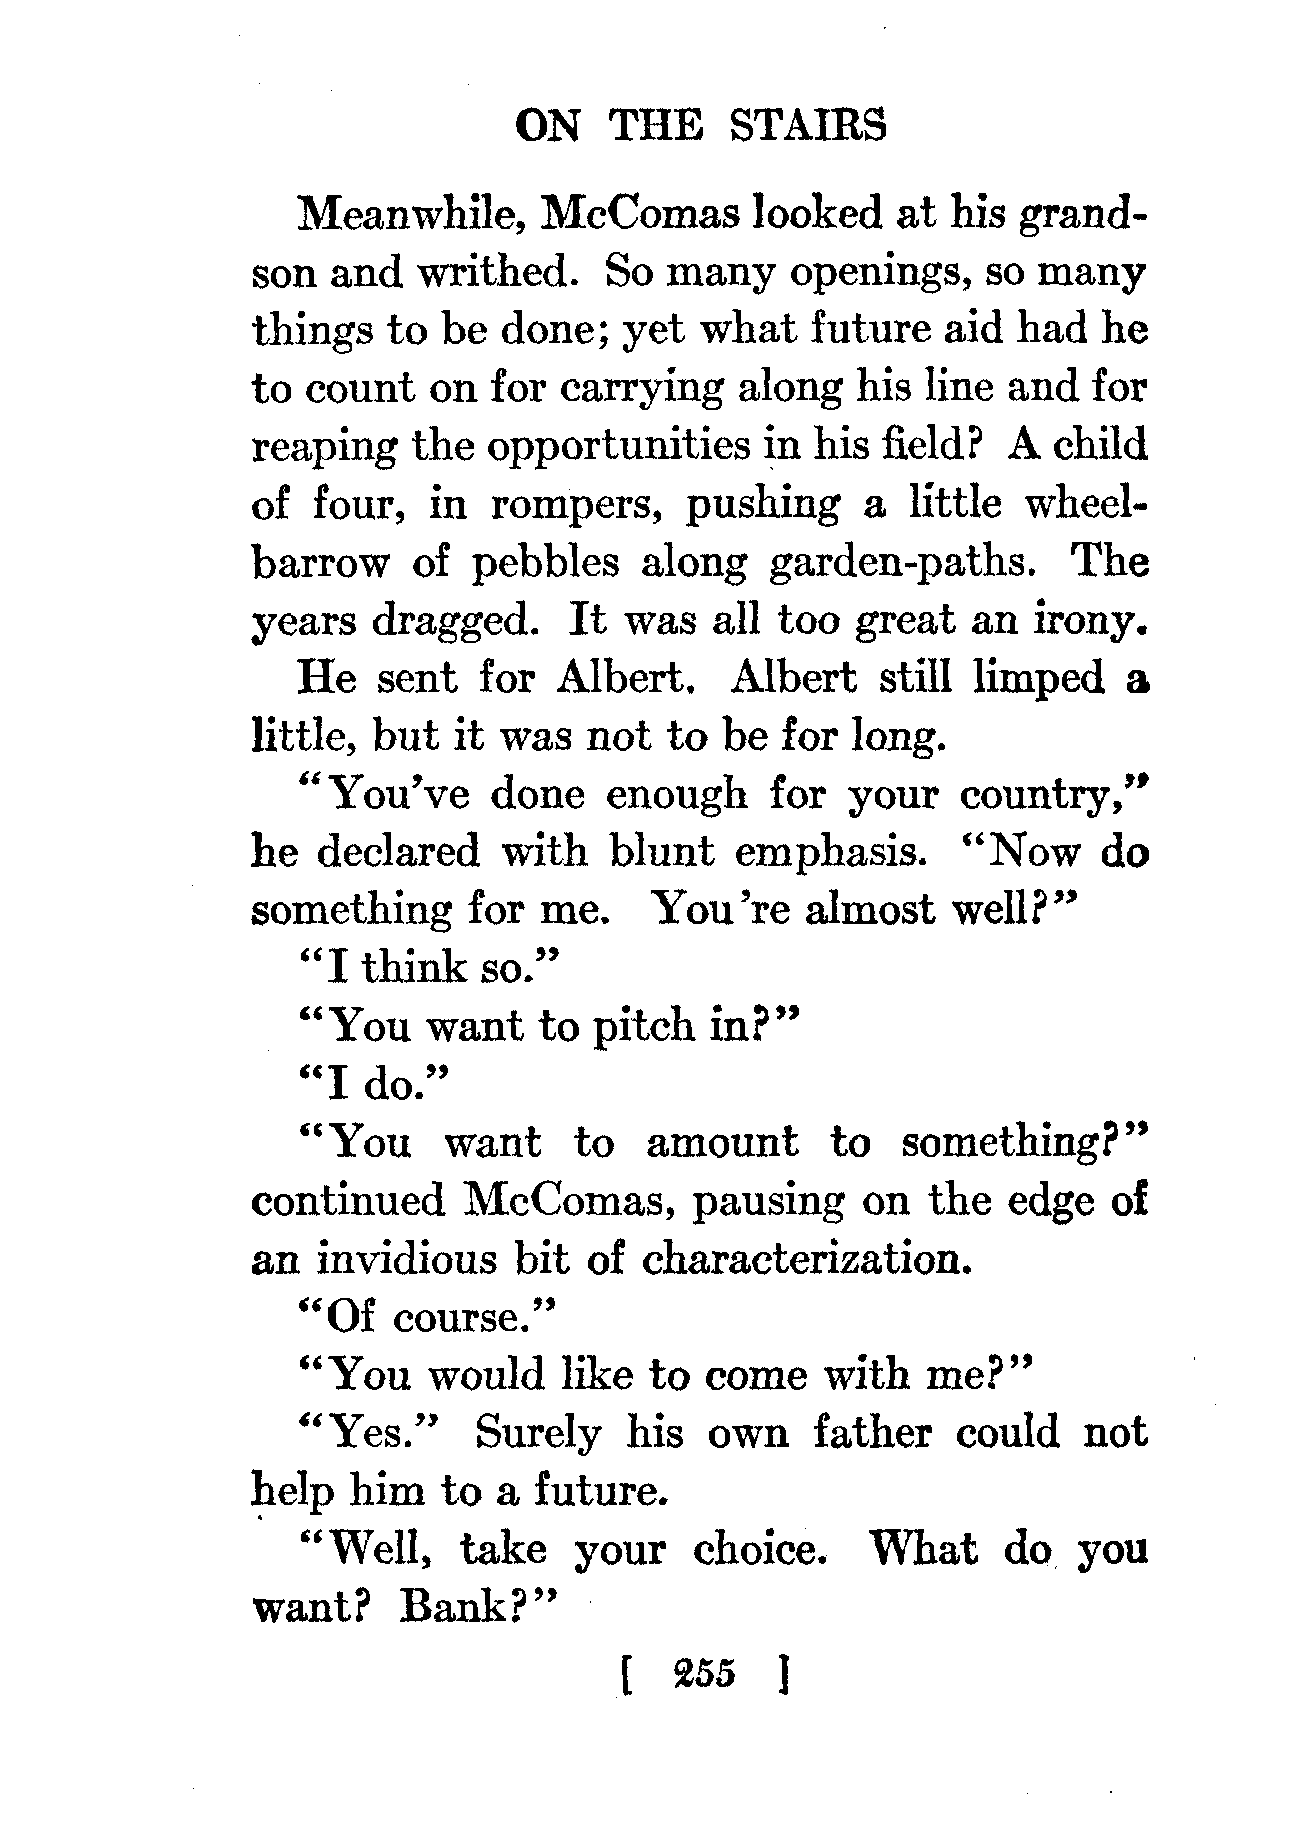 ON THE STAIRS
Meanwhile, McComas looked at his grand-
son and writhed. So many openings, so many
things to be done; yet what future aid had he
to count on for carrying along his line and for
reaping the opportunities in his field? A child
of four, in rompers, pushing a little wheel-
barrow of pebbles along garden-paths. The
years dragged. It was all too great an irony.
He sent for Albert. Albert still limped a
little, but it was not to be for long.
“You’ve done enough for your country,”
he declared with blunt emphasis. “Now do
something for me. You’re almost well?”
“I think so.”
“You want to pitch in?”
“I do.”
“You want to amount to something?”
continued McComas, pausing on the edge of
an invidious bit of characterization.
“Of course.”
“You would like to come with me?”
“Yes.” Surely his own father could not
help him to a future.
“Well, take your choice. What do you
want? Bank?”
[ 255 ]